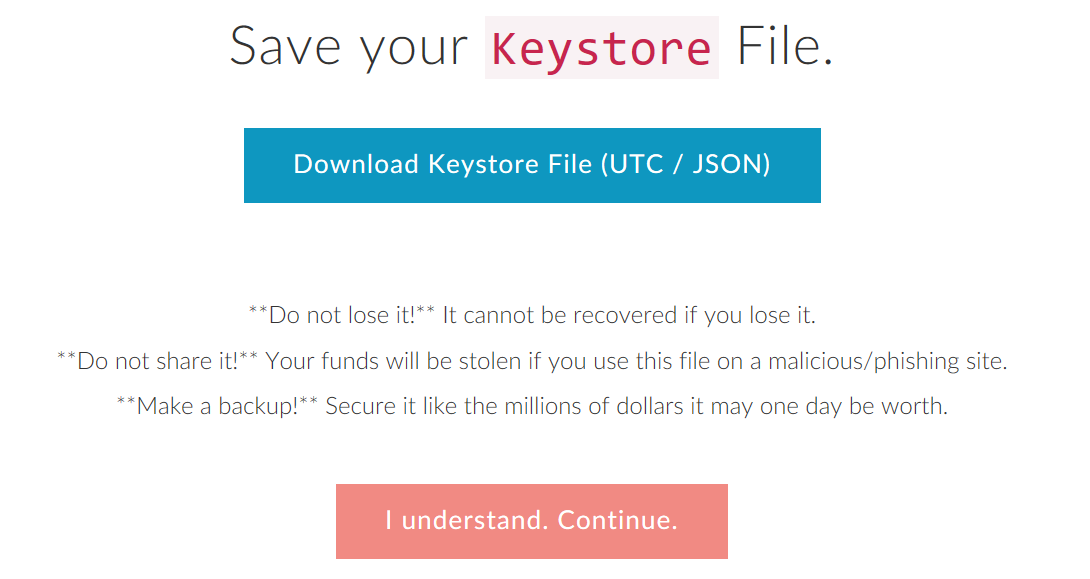 Save your Keystore File.
Download Keystore File (UTC / JSON)
**Do not lose it!** It cannot be recovered if you lose it.
**Do not share it!** Your funds will be stolen if you use this file on a malicious/phishing site.
**Make a backup!** Secure it like the millions of dollars it may one day be worth.
I understand. Continue.